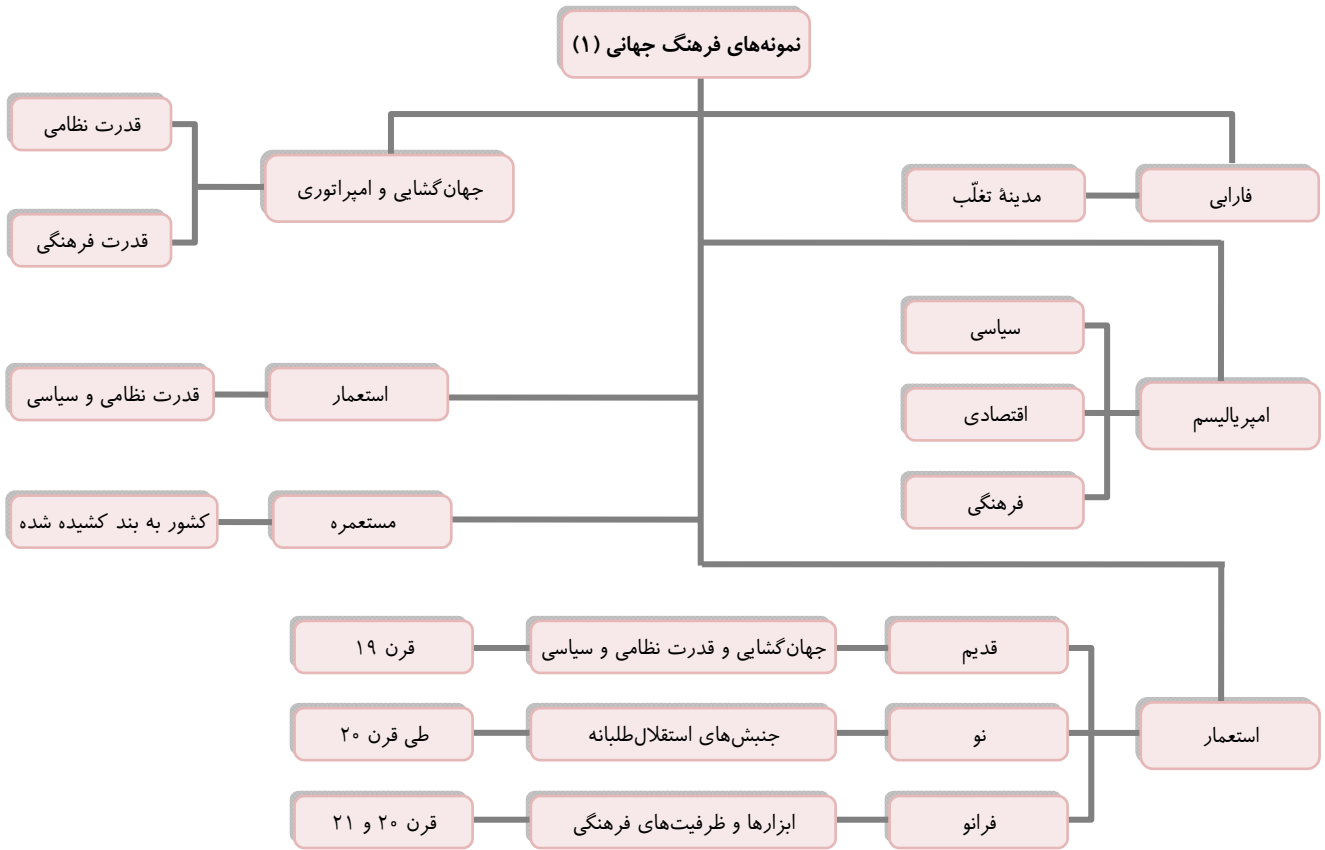 نمونه‌های فرهنگ جهانی (۱)
فارابی
مدینهٔ تغلّب
جهان‌گشایی و امپراتوری
قدرت نظامی
قدرت فرهنگی
امپریالیسم
سیاسی
اقتصادی
فرهنگی
استعمار
قدرت نظامی و سیاسی
مستعمره
کشور به بند کشیده شده
استعمار
قدیم
جهان‌گشایی و قدرت نظامی و سیاسی
قرن ۱۹
نو
جنبش‌های استقلال‌طلبانه
طی قرن ۲۰
فرانو
ابزارها و ظرفیت‌های فرهنگی
قرن ۲۰ و ۲۱